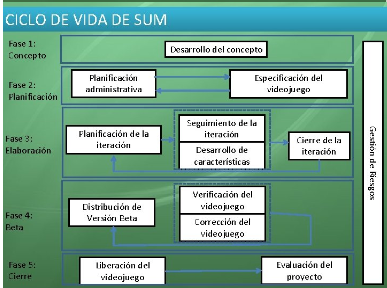 CICLO DE VIDA DE SUM
Fase 1:
Concepto
Desarrollo del concepto
Fase 2:
Planificación
Planificación
administrativa
Especificación del
videojuego
Fase 3:
Elaboración
Planificación de la
iteración
Seguimiento de la
iteración
Desarrollo de
características
Cierre de la
iteración
Fase 4:
Beta
Distribución de
Versión Beta
Verificación del
videojuego
Corrección del
videojuego
Fase 5:
Cierre
Liberación del
videojuego
Evaluación del
proyecto
Gestión de Riesgos